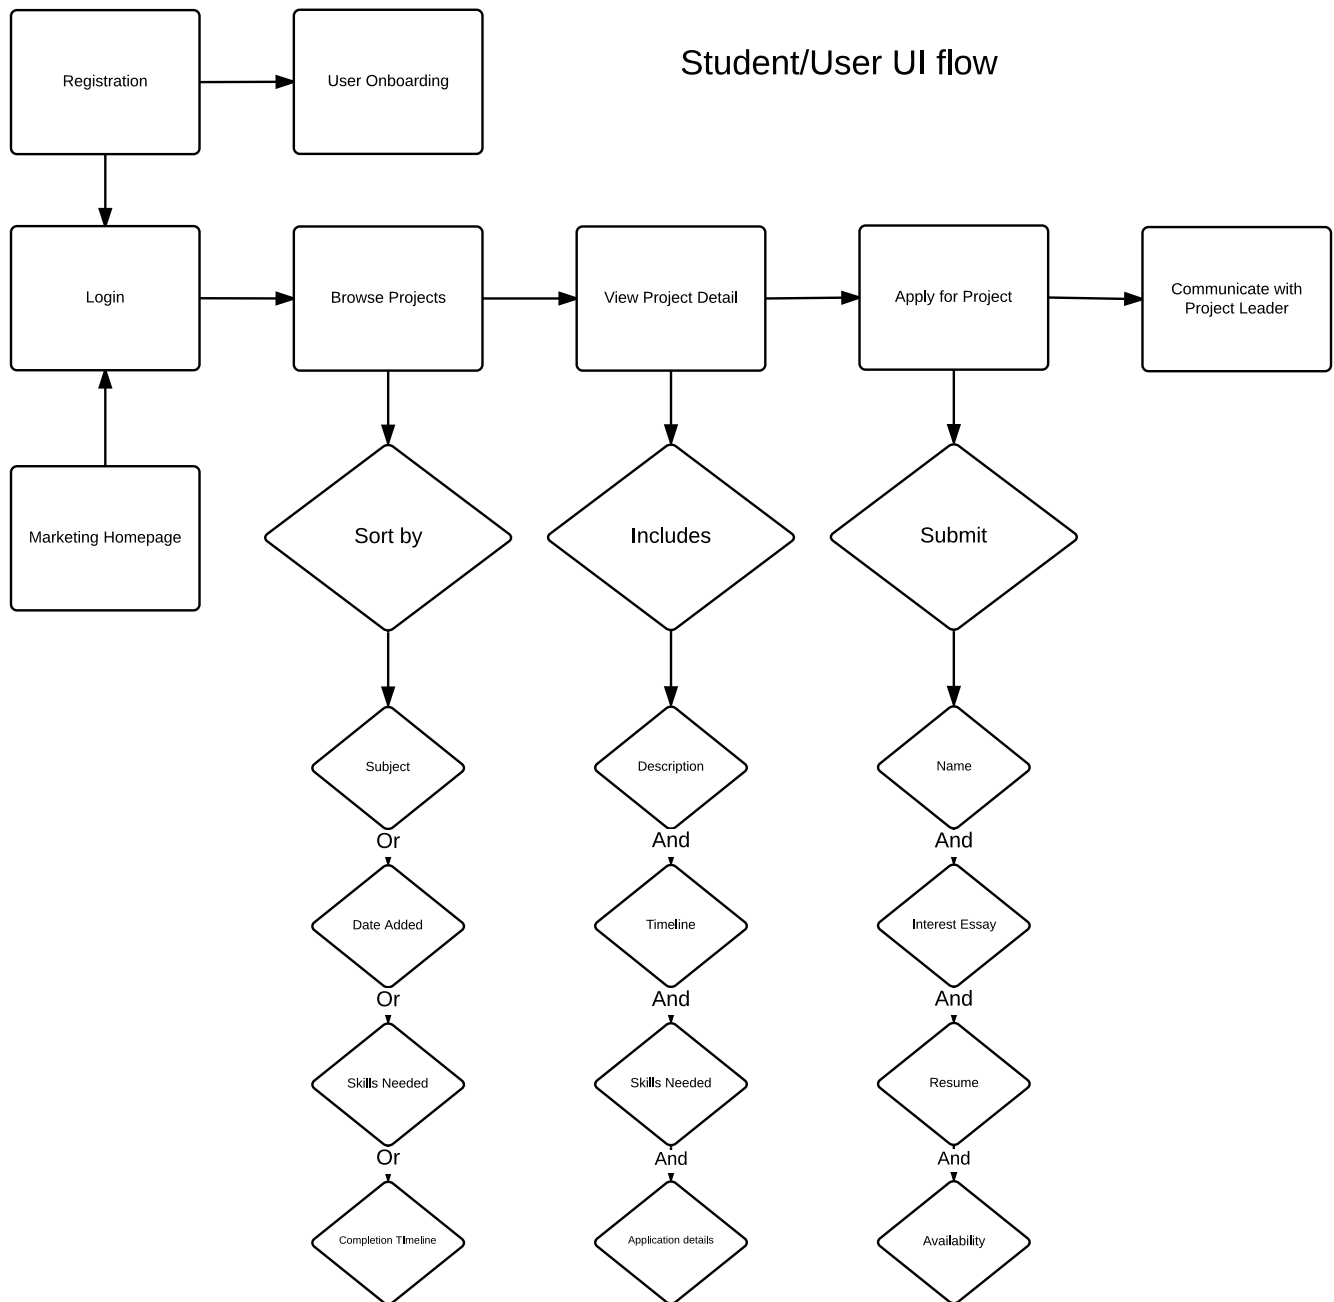 Student/User UI flow
Registration
User Onboarding
Login
Browse Projects
View Project Detail
Apply for Project
Communicate with
Project Leader
Marketing Homepage
Sort by
Includes
Submit
Subject
Description
Name
Or
And
And
Date Added
Timeline
Interest Essay
Or
And
And
Skills Needed
Skills Needed
Resume
Or
And
And
Completion TImeline
Application details
Availability